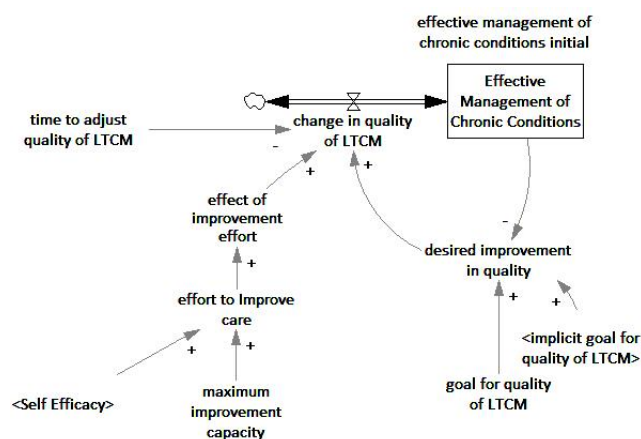 effective management of
chronic conditions initial
Effective
Management of
Chronic Conditions
time to adjust
quality of LTCM
-
change in quality
of LTCM
+
+
effect of
improvement
effort
-
+
desired improvement
in quality
effort to Improve
care
+
+
+
+
<Self Efficacy>
maximum
improvement
capacity
goal for quality
of LTCM
<implicit goal for
quality of LTCM>